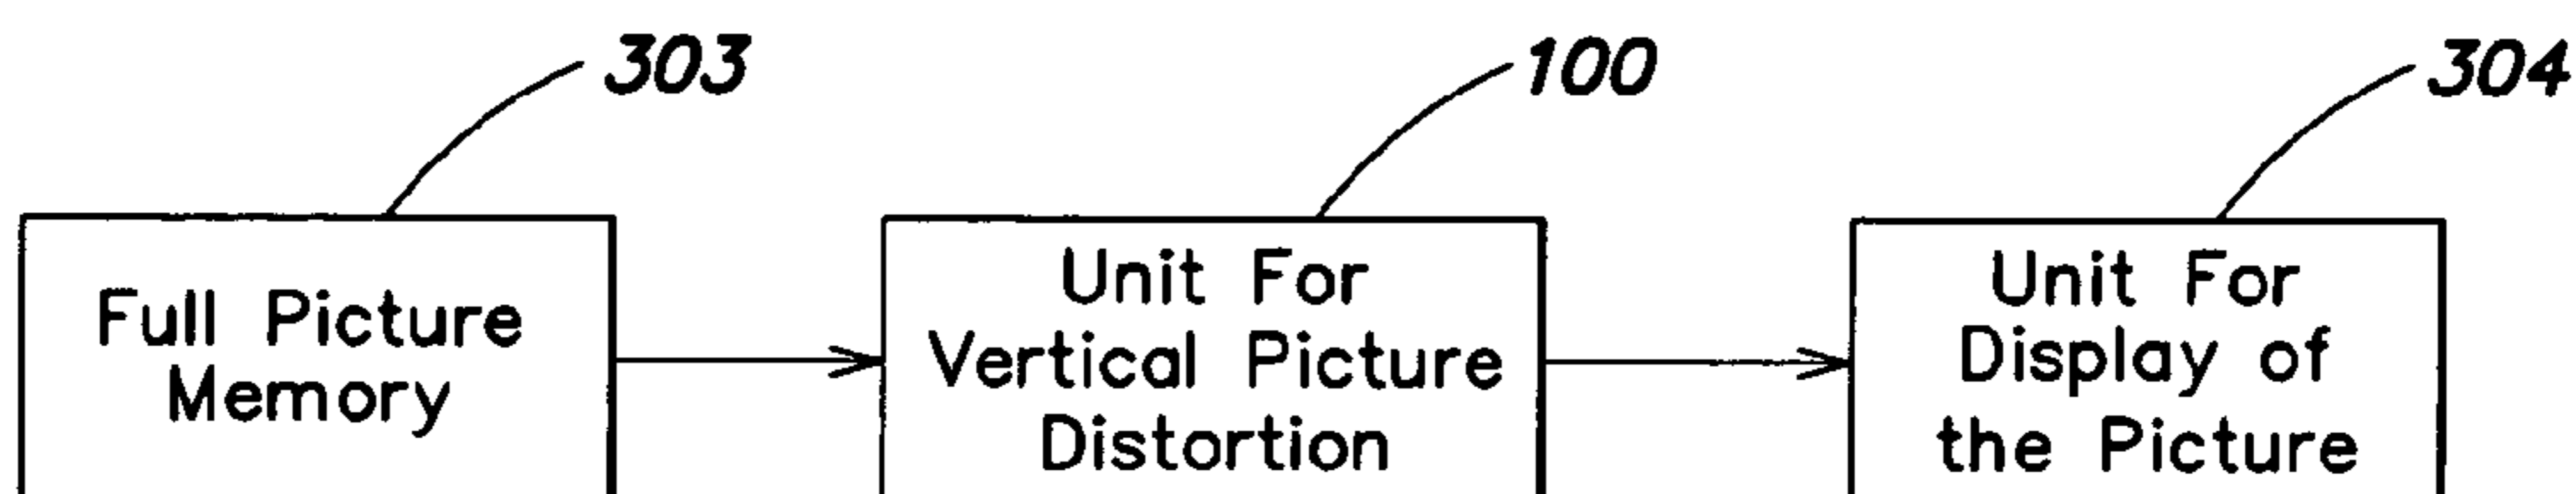 303
100
304
Full Picture
Memory
Unit For
Vertical Picture
Distortion
Unit For
Display of
the Picture